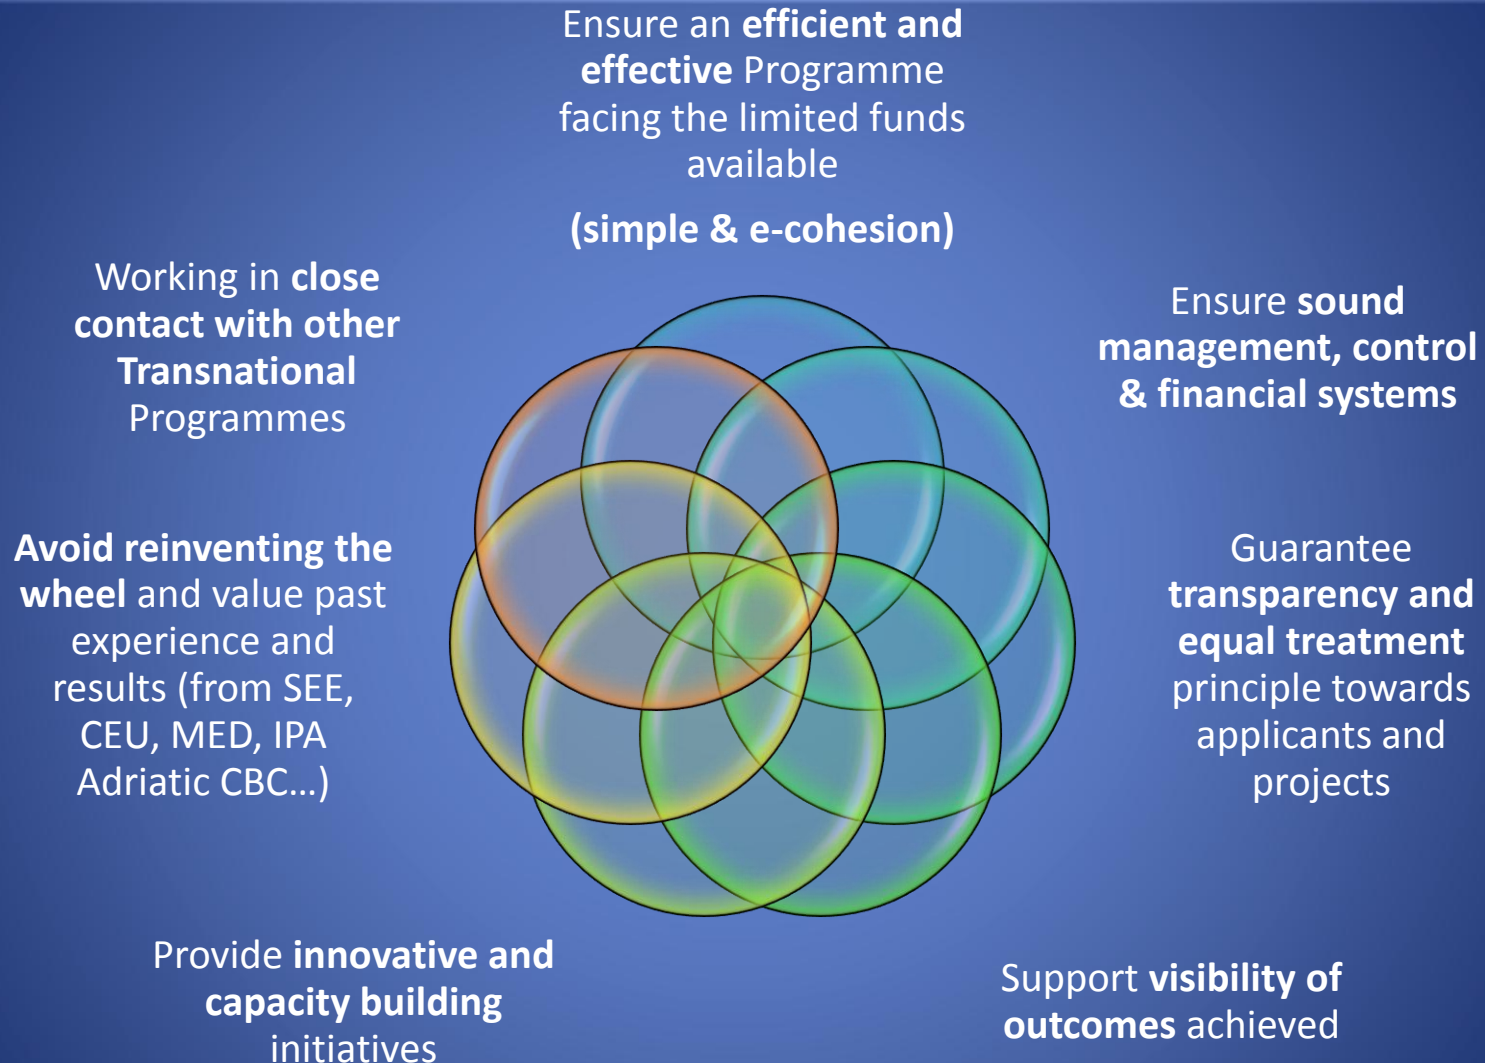 Ensure an efficient and
effective Programme
facing the limited funds
available
(simple & e-cohesion)
Ensure sound
management, control
& financial systems
Guarantee
transparency and
equal treatment
principle towards
applicants and
projects
Support visibility of
outcomes achieved
Provide innovative and
capacity building
initiatives
Avoid reinventing the
wheel and value past
experience and
results (from SEE,
CEU, MED, IPA
Adriatic CBC...)
Working in close
contact with other
Transnational
Programmes